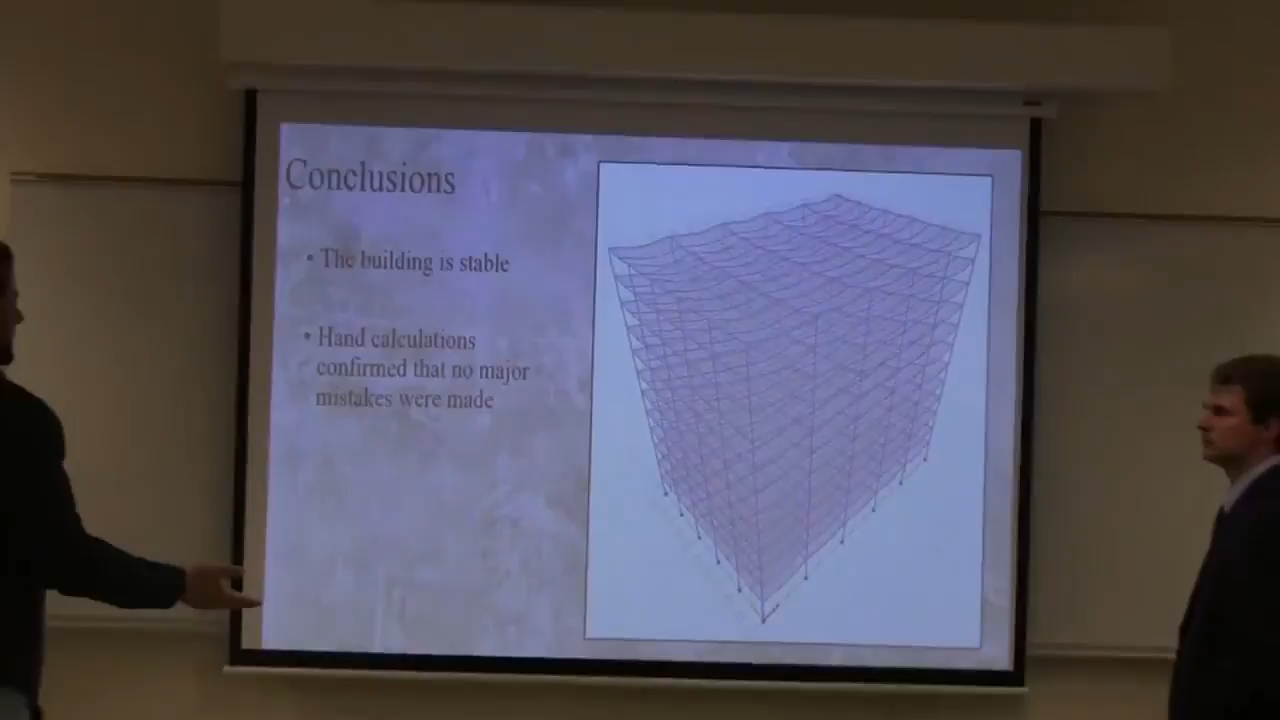 Conclusions
• The building is stable
• Hand calculations
confirmed that no major
mistakes were made